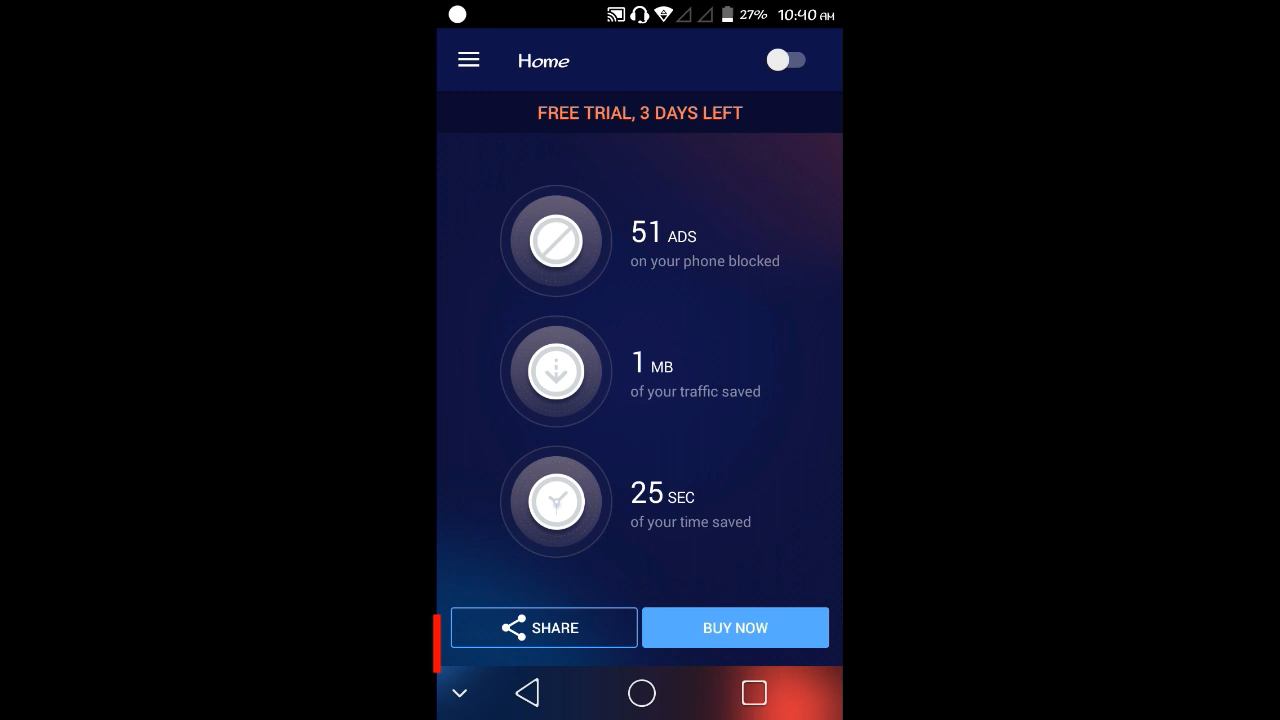 27% 10:40 AM
Home
FREE TRIAL, 3 DAYS LEFT
51 ADS
on your phone blocked
1 MB
of your traffic saved
25 SEC
of your time saved
SHARE BUY NOW